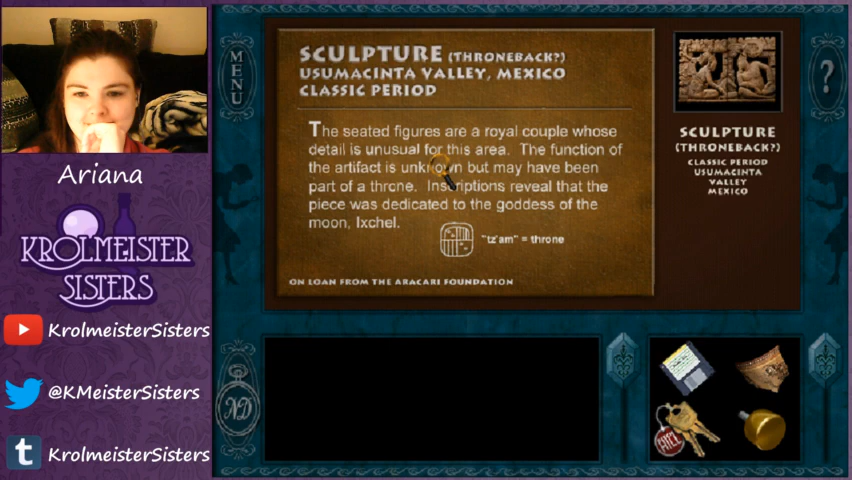 Ariana
KROLMEISTER
SISTERS
KrolmeisterSisters
@KMeisterSisters
KrolmeisterSisters
MENU
SCULPTURE (THRONEBACK?)
USUMACINTA VALLEY, MEXICO
CLASSIC PERIOD
The seated figures are a royal couple whose
detail is unusual for this area. The function of
the artifact is unknown but may have been
part of a throne. Inscriptions reveal that the
piece was dedicated to the goddess of the
moon, Ixchel.
"tz'am" = throne
ON LOAN FROM THE ARACARI FOUNDATION
?
SCULPTURE
(THRONEBACK?)
CLASSIC PERIOD
USUMACINTA
VALLEY
MEXICO
ND